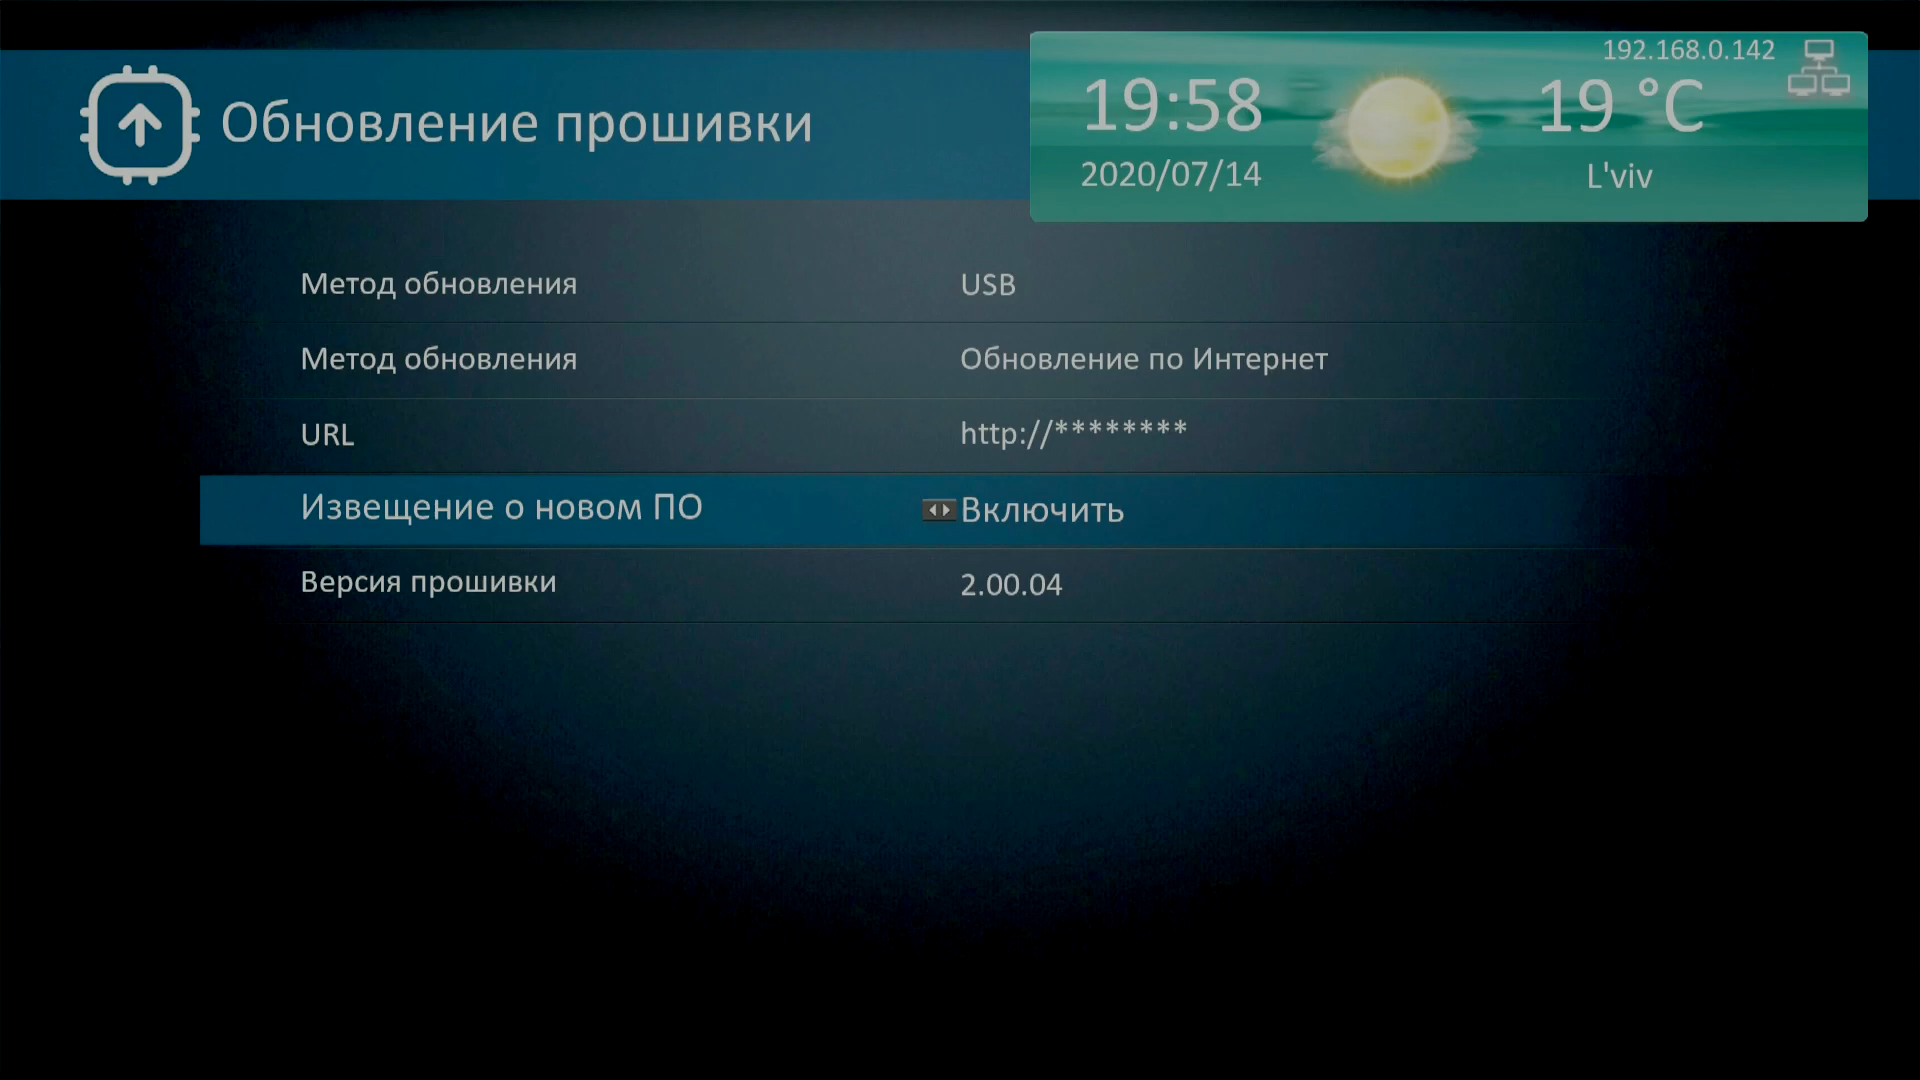 Обновление прошивки
192.168.0.142
19:58
19 °C
2020/07/14
L'viv
Метод обновления USB
Метод обновления Обновление по Интернет
URL http://********
Извещение о новом ПО Включить
Версия прошивки 2.00.04